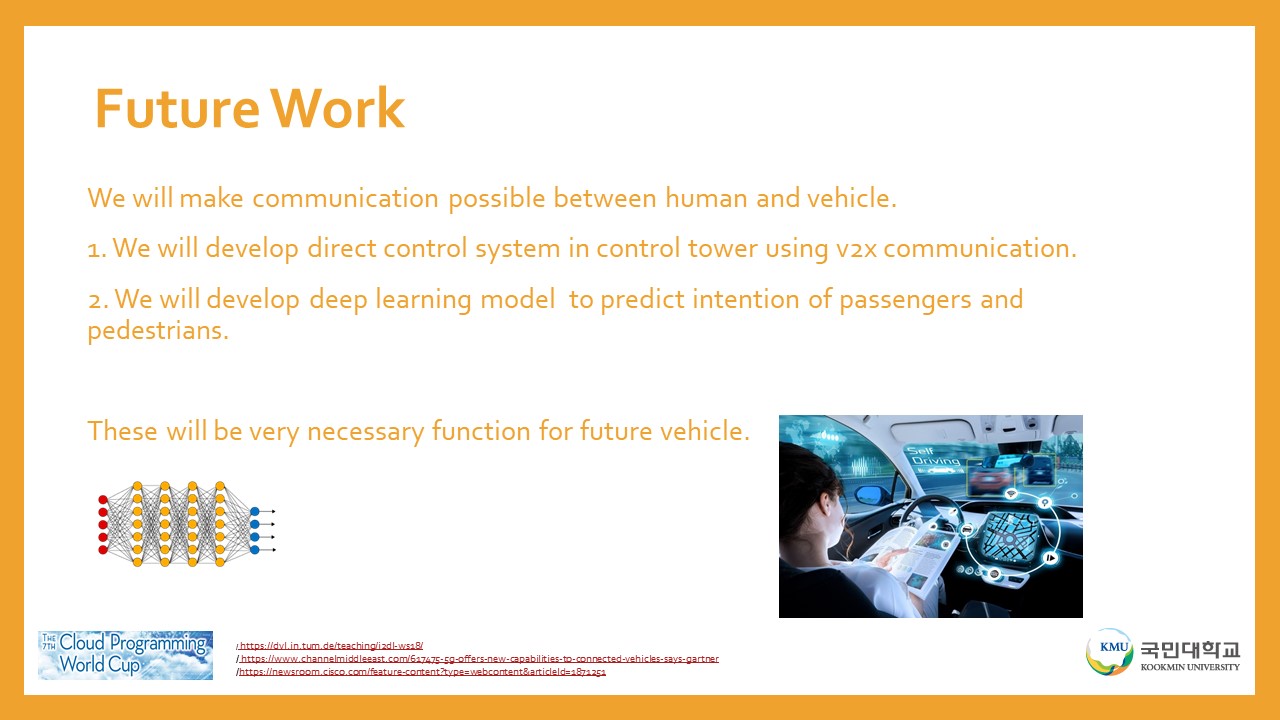 Future Work
We will make communication possible between human and vehicle.
1. We will develop direct control system in control tower using v2x communication.
2. We will develop deep learning model  to predict intention of passengers and
pedestrians.
These will be very necessary function for future vehicle.
Self
Driving
THE
7TH
Cloud Programming
World Cup
/ https://dvl.in.tum.de/teaching/i2dl-ws18/
/ https://www.channelmiddleeast.com/617475-5g-offers-new-capabilities-to-connected-vehicles-says-gartner
/https://newsroom.cisco.com/feature-content?type=webcontent&articleId=1871251
KMU
국민대학교
KOOKMIN UNIVERSITY